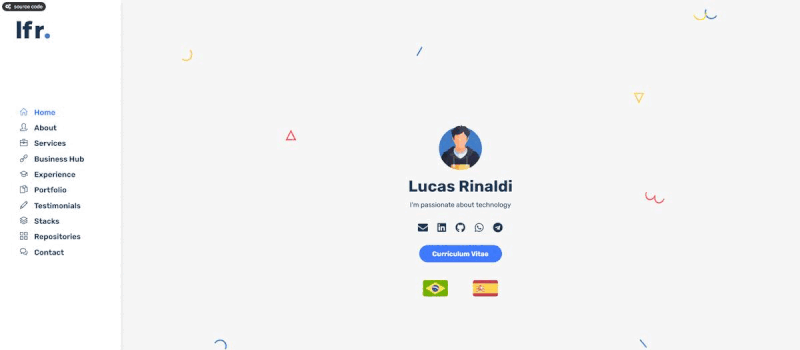 source code
lfr.
Home
About
Services
Business Hub
Experience
Portfolio
Testimonials
Stacks
Repositories
Contact
Lucas Rinaldi
I'm passionate about technology
Curriculum Vitae